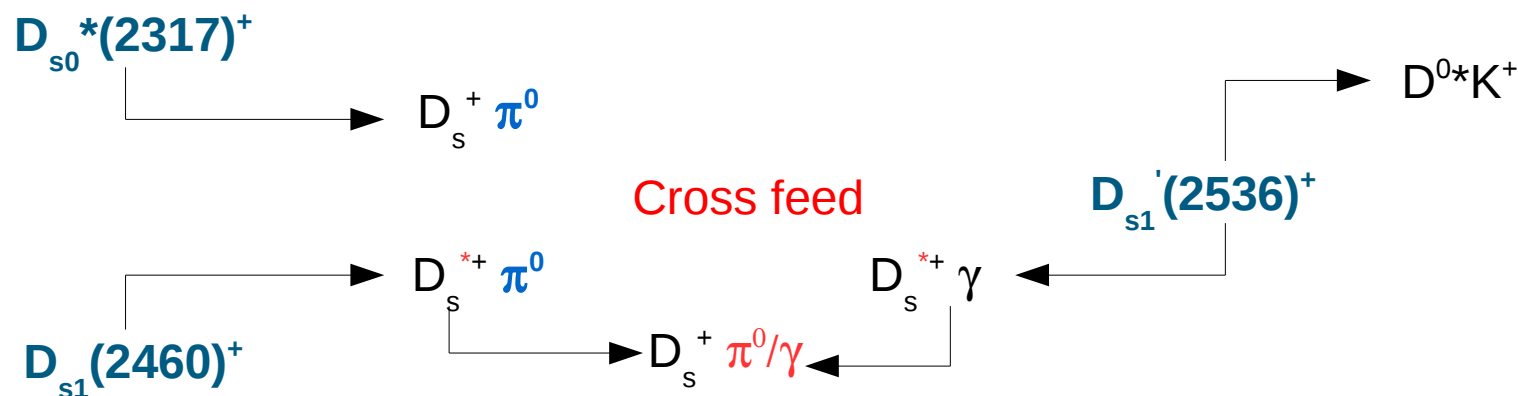 Ds0*(2317)+
D0*K+
Ds+ π0
Cross feed
Ds1'(2536)+
Ds*+ π0
Ds*+ γ
Ds+ π0/γ
Ds1(2460)+